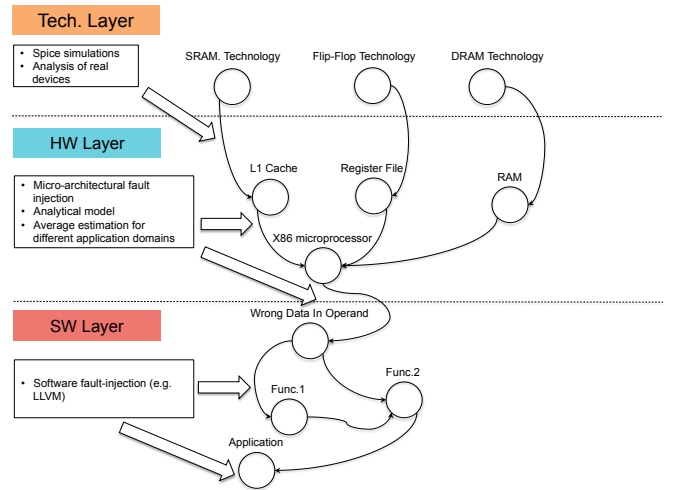 Tech. Layer
• Spice simulations
• Analysis of real
devices
SRAM. Technology
Flip-Flop Technology
DRAM Technology
HW Layer
• Micro-architectural fault
injection
• Analytical model
• Average estimation for
different application domains
L1 Cache
Register File
RAM
X86 microprocessor
SW Layer
• Software fault-injection (e.g.
LLVM)
Wrong Data In Operand
Func.1
Func.2
Application